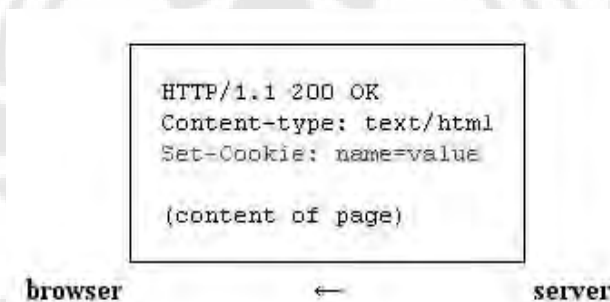 HTTP/1.1 200 OK
Content-type: text/html
Set-Cookie: name=value
(content of page)
browser ← server